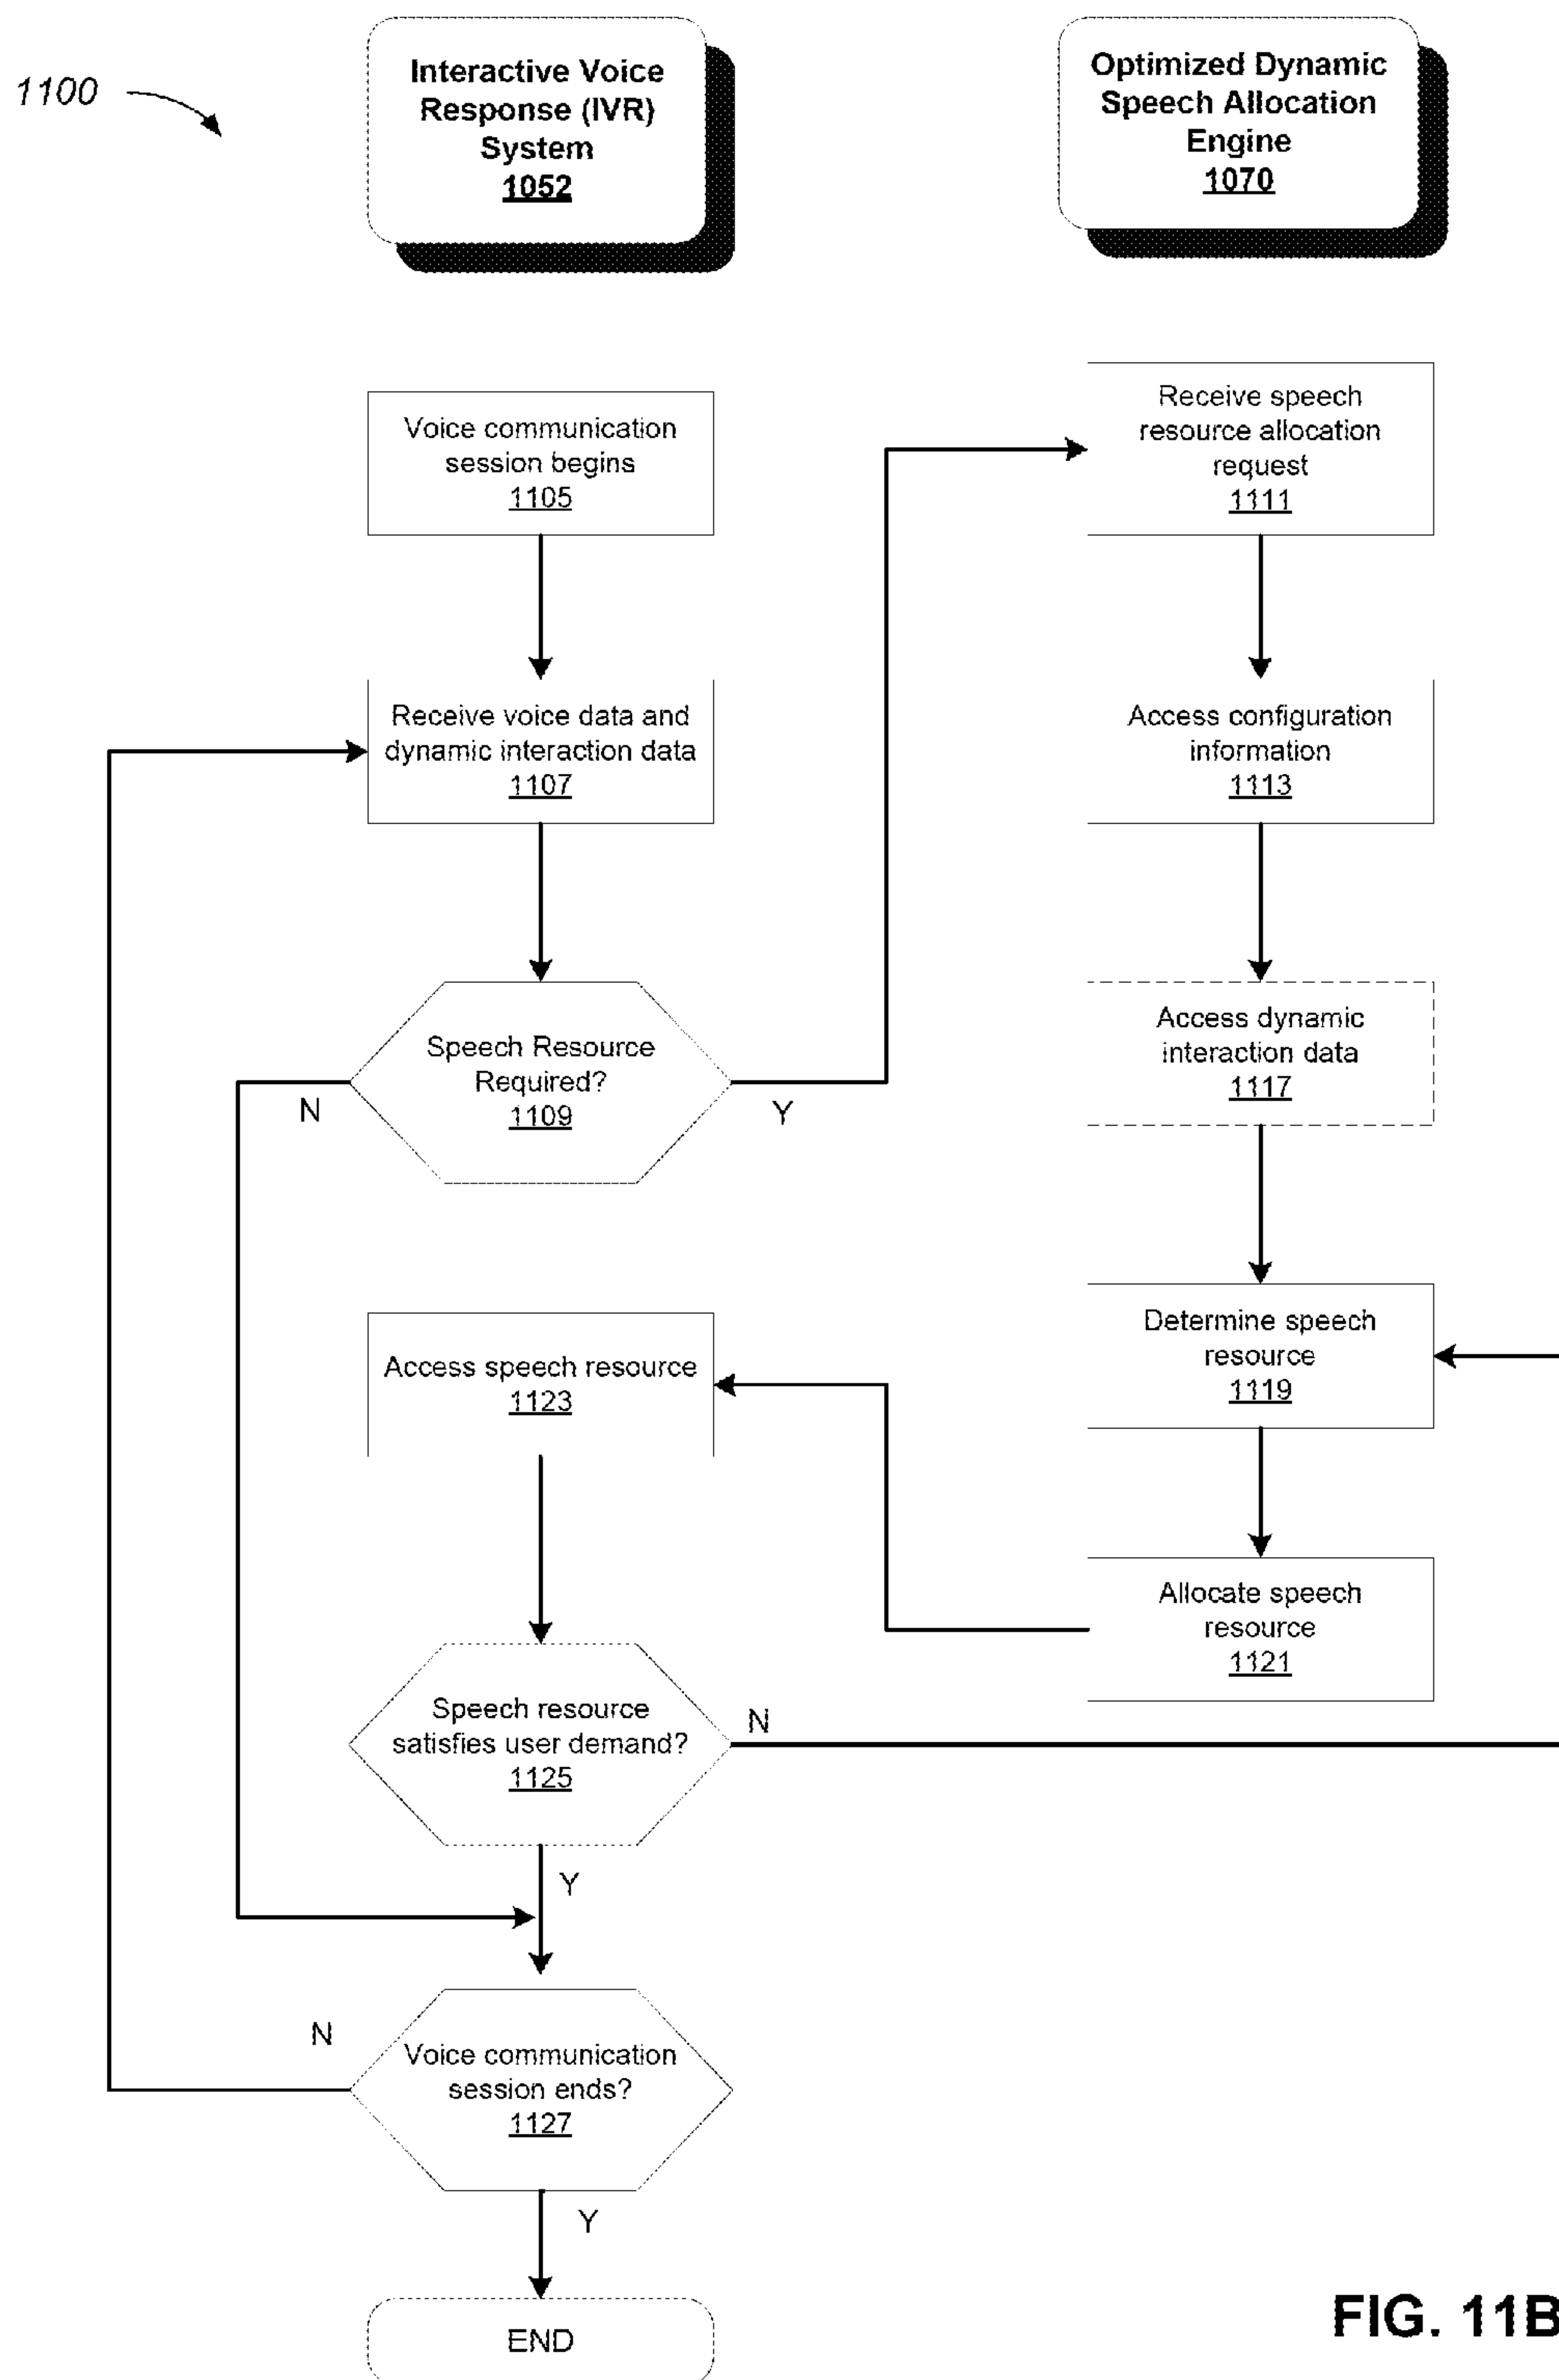 1100
Interactive Voice
Response (IVR)
System
1052
Optimized Dynamic
Speech Allocation
Engine
1070
Voice communication
session begins
1105
Receive speech
resource allocation
request
1111
Receive voice data and
dynamic interaction data
1107
Access configuration
information
1113
Speech Resource
Required?
1109
N
Y
Access dynamic
interaction data
1117
Access speech resource
1123
Determine speech
resource
1119
Allocate speech
resource
1121
Speech resource
satisfies user demand?
1125
N
Y
Voice communication
session ends?
1127
N
Y
END
FIG. 11B